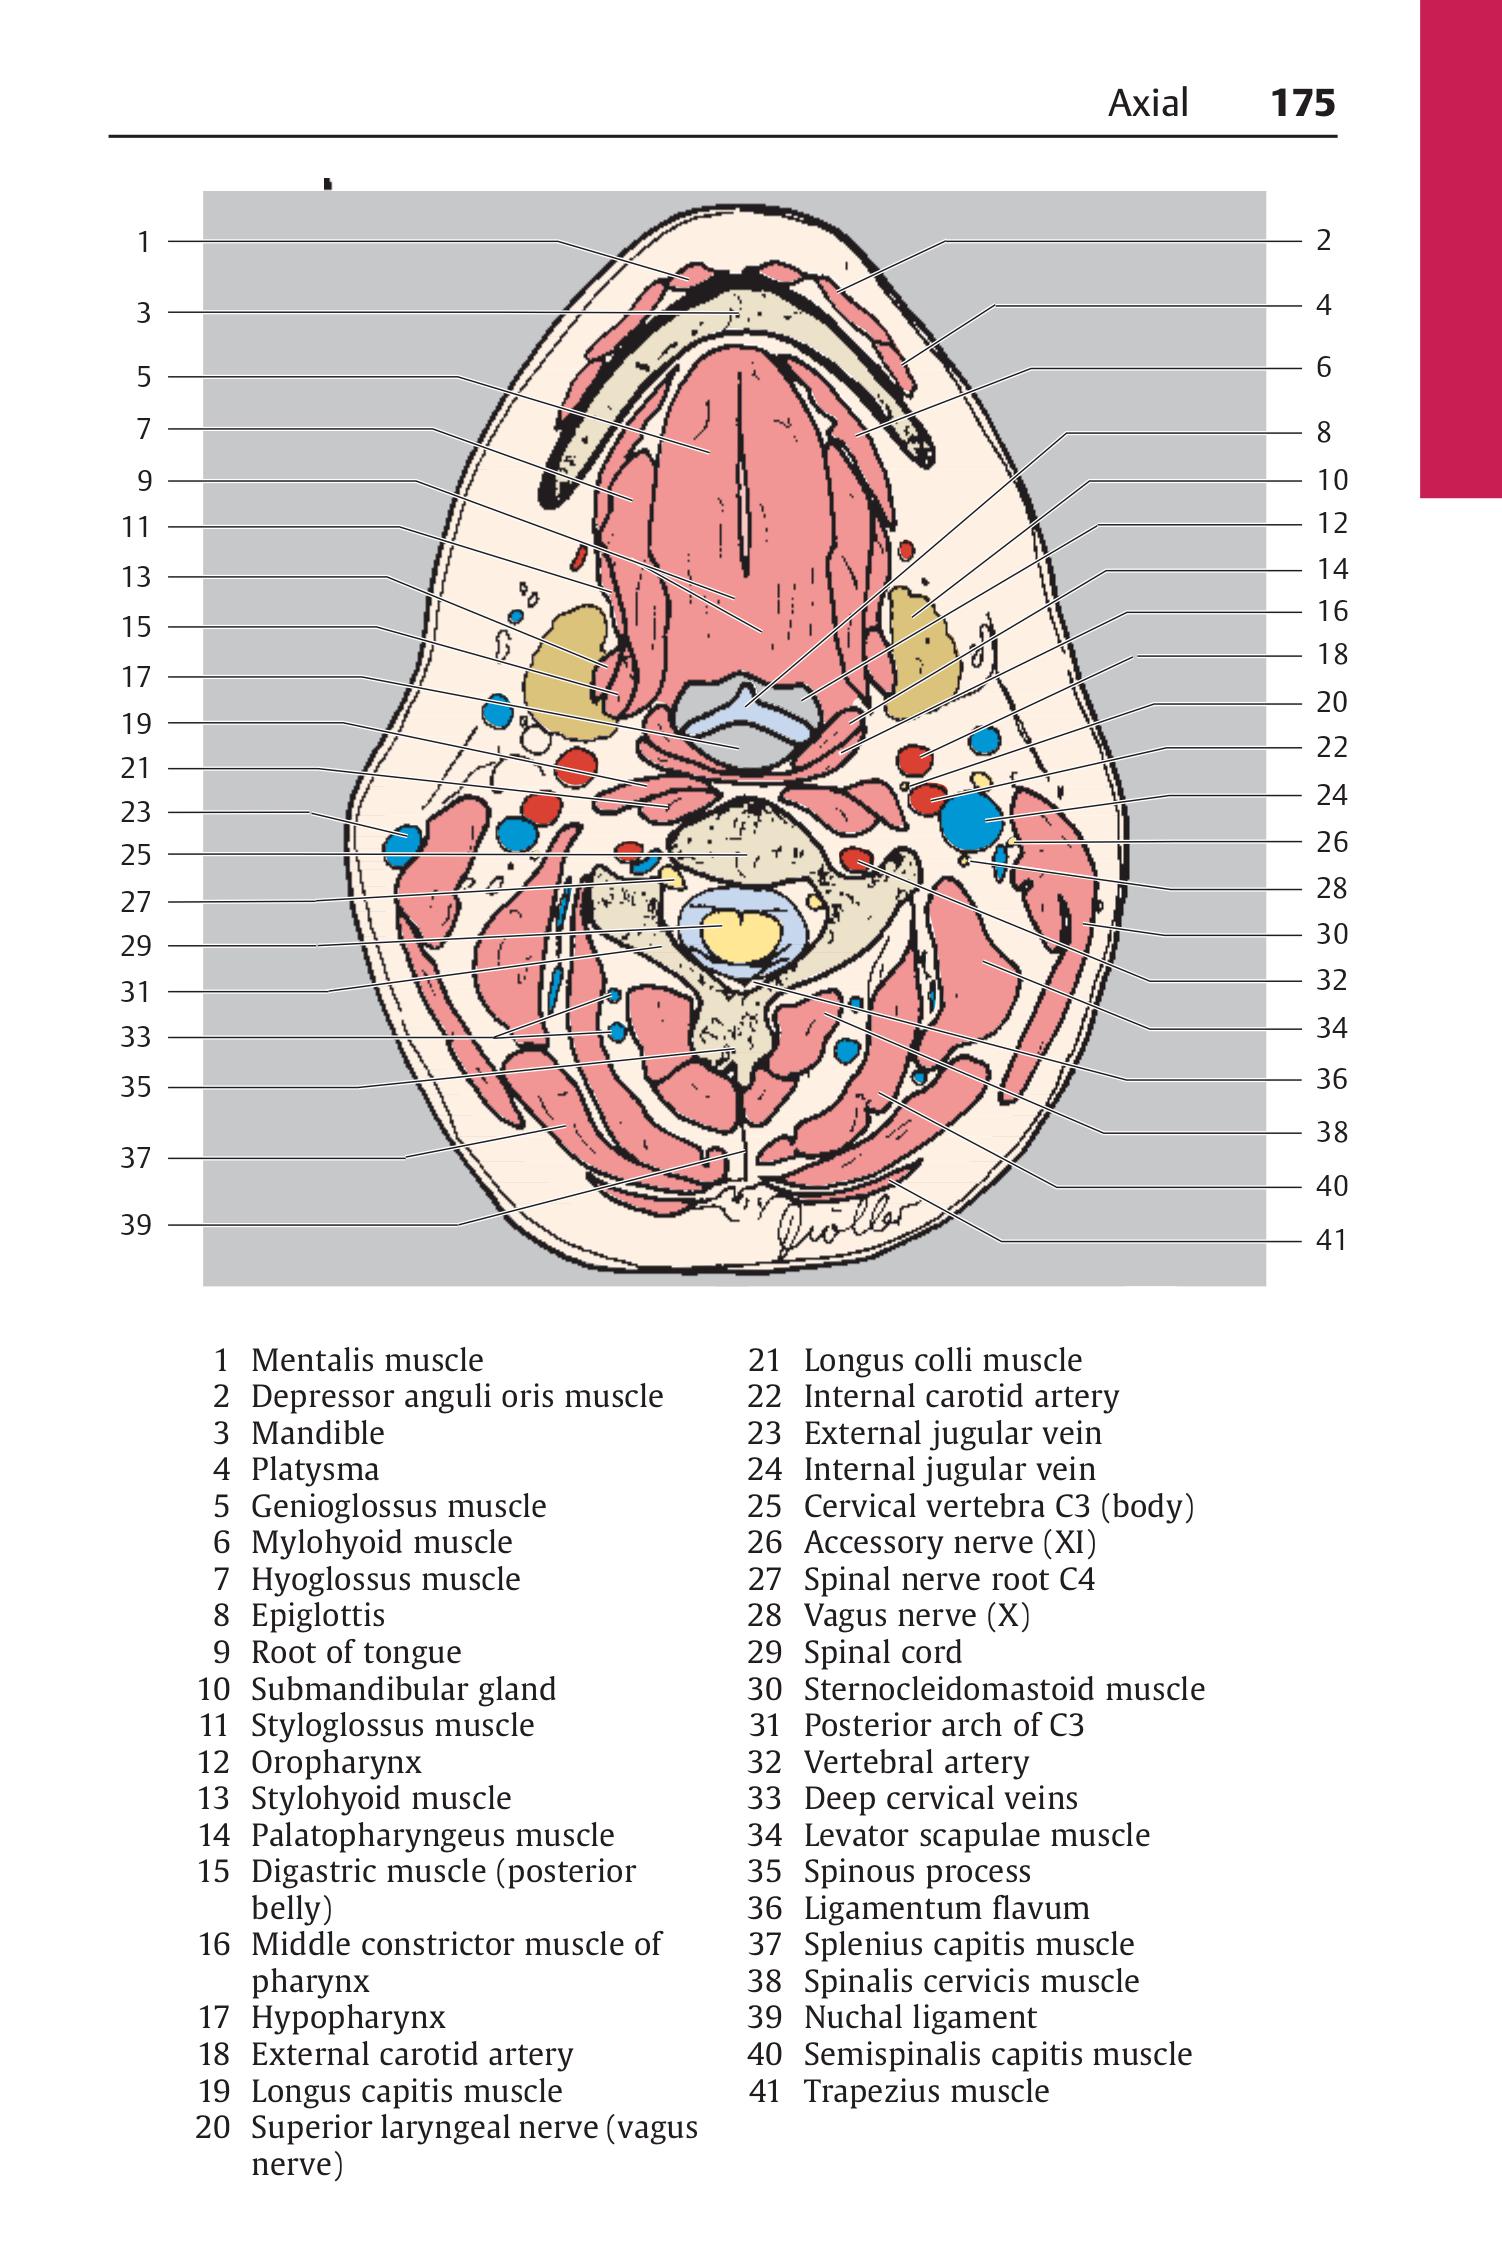 Axial 175
1
2
3
4
5
6
7
8
9
10
11
12
13
14
15
16
17
18
19
20
21
22
23
24
25
26
27
28
29
30
31
32
33
34
35
36
37
38
39
40
41
1 Mentalis muscle
2 Depressor anguli oris muscle
3 Mandible
4 Platysma
5 Genioglossus muscle
6 Mylohyoid muscle
7 Hyoglossus muscle
8 Epiglottis
9 Root of tongue
10 Submandibular gland
11 Styloglossus muscle
12 Oropharynx
13 Stylohyoid muscle
14 Palatopharyngeus muscle
15 Digastric muscle (posterior
belly)
16 Middle constrictor muscle of
pharynx
17 Hypopharynx
18 External carotid artery
19 Longus capitis muscle
20 Superior laryngeal nerve (vagus
nerve)
21 Longus colli muscle
22 Internal carotid artery
23 External jugular vein
24 Internal jugular vein
25 Cervical vertebra C3 (body)
26 Accessory nerve (XI)
27 Spinal nerve root C4
28 Vagus nerve (X)
29 Spinal cord
30 Sternocleidomastoid muscle
31 Posterior arch of C3
32 Vertebral artery
33 Deep cervical veins
34 Levator scapulae muscle
35 Spinous process
36 Ligamentum flavum
37 Splenius capitis muscle
38 Spinalis cervicis muscle
39 Nuchal ligament
40 Semispinalis capitis muscle
41 Trapezius muscle